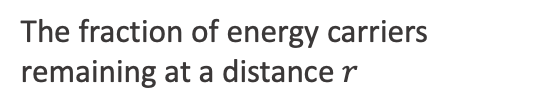 The fraction of energy carriers
remaining at a distance r